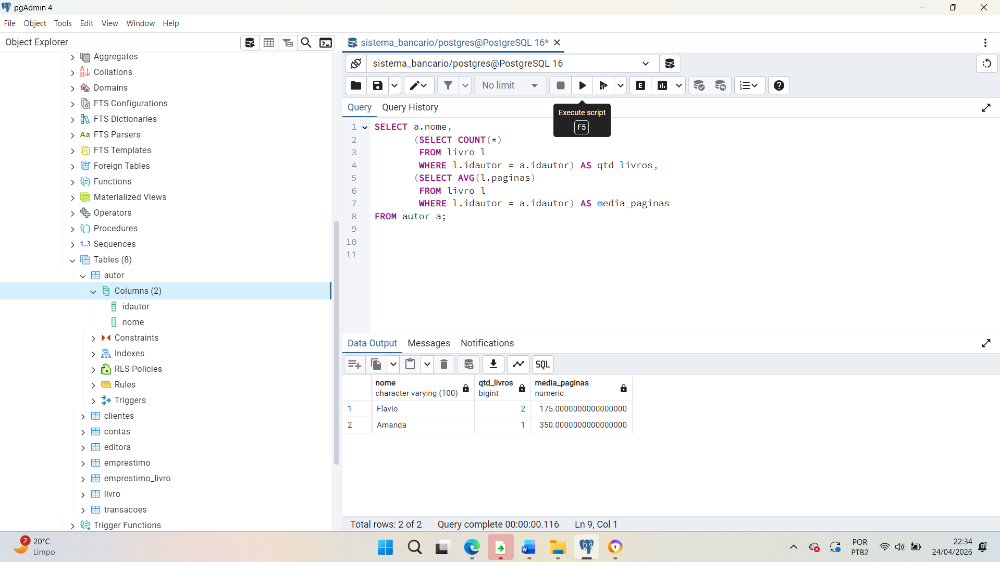 pgAdmin 4
File Object Tools Edit View Window Help
Object Explorer
Aggregates
Collations
Domains
FTS Configurations
FTS Dictionaries
Aa FTS Parsers
FTS Templates
Foreign Tables
Functions
Materialized Views
Operators
Procedures
1..3 Sequences
Tables (8)
autor
Columns (2)
idautor
nome
Constraints
Indexes
RLS Policies
Rules
Triggers
clientes
contas
editora
emprestimo
emprestimo_livro
livro
transacoes
Trigger Functions
sistema_bancario/postgres@PostgreSQL 16*
sistema_bancario/postgres@PostgreSQL 16
No limit
E
Query Query History
Execute script
F5
1 SELECT a.nome,
2 (SELECT COUNT(*)
3 FROM livro l
4 WHERE l.idautor = a.idautor) AS qtd_livros,
5 (SELECT AVG(l.paginas)
6 FROM livro l
7 WHERE l.idautor = a.idautor) AS media_paginas
8 FROM autor a;
9
10
11
Data Output Messages Notifications
SQL
nome qtd_livros media_paginas
character varying (100) bigint numeric
1 Flavio 2 175.0000000000000000
2 Amanda 1 350.0000000000000000
Total rows: 2 of 2 Query complete 00:00:00.116 Ln 9, Col 1
2 20°C
Limpo
POR
PTB2
22:34
24/04/2026